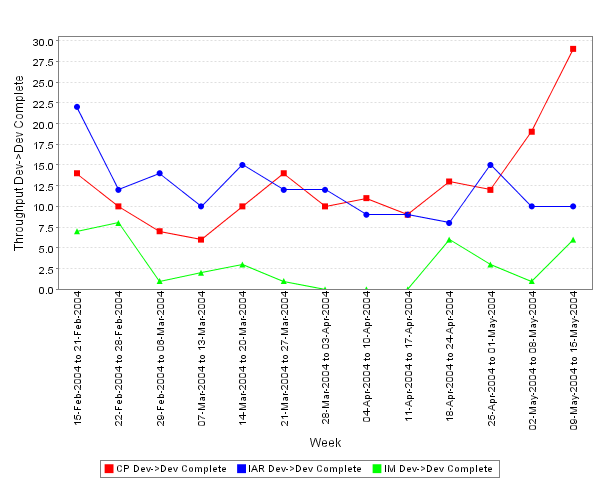 Throughput Dev->Dev Complete
30.0
27.5
25.0
22.5
20.0
17.5
15.0
12.5
10.0
7.5
5.0
2.5
0.0
15-Feb-2004 to 21-Feb-2004
22-Feb-2004 to 28-Feb-2004
29-Feb-2004 to 06-Mar-2004
07-Mar-2004 to 13-Mar-2004
14-Mar-2004 to 20-Mar-2004
21-Mar-2004 to 27-Mar-2004
28-Mar-2004 to 03-Apr-2004
04-Apr-2004 to 10-Apr-2004
11-Apr-2004 to 17-Apr-2004
18-Apr-2004 to 24-Apr-2004
25-Apr-2004 to 01-May-2004
02-May-2004 to 08-May-2004
09-May-2004 to 15-May-2004
Week
CP Dev->Dev Complete
IAR Dev->Dev Complete
IM Dev->Dev Complete